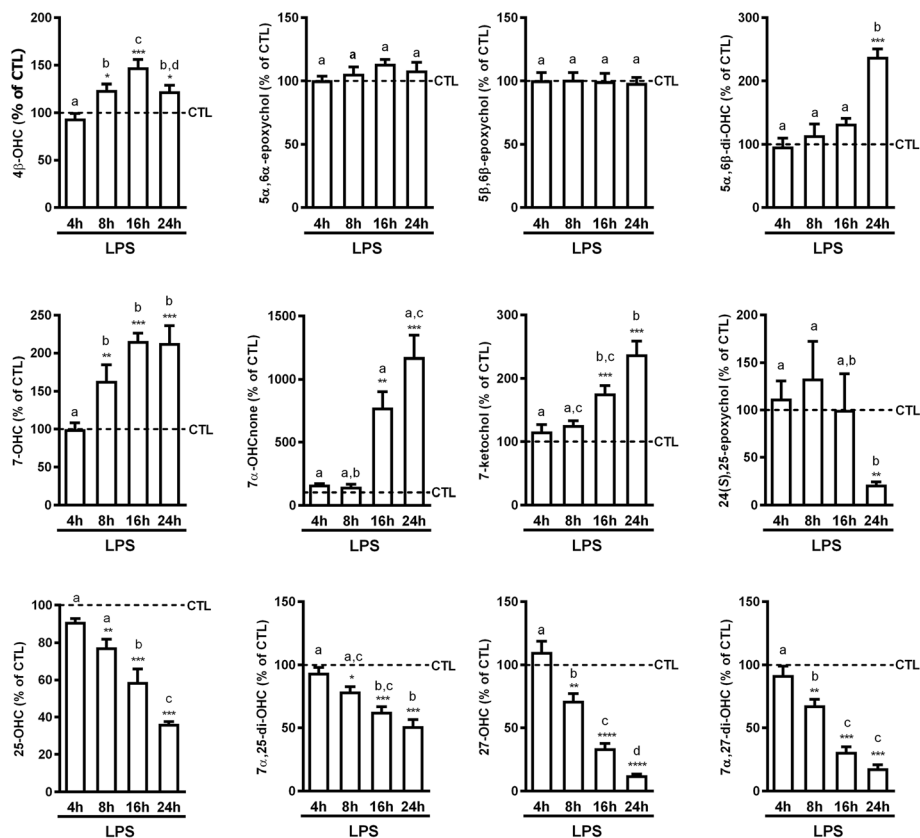 4β-OHC (% of CTL)
200
150
100
50
0
a
b
*
c
***
b,d
*
CTL
4h 8h 16h 24h
LPS
5α,6α-epoxychol (% of CTL)
150
100
50
0
a
a
a
a
CTL
4h 8h 16h 24h
LPS
5β,6β-epoxychol (% of CTL)
150
100
50
0
a
a
a
a
CTL
4h 8h 16h 24h
LPS
5α,6β-di-OHC (% of CTL)
300
200
100
0
a
a
a
b
***
CTL
4h 8h 16h 24h
LPS
7-OHC (% of CTL)
250
200
150
100
50
0
a
b
**
b
***
b
***
CTL
4h 8h 16h 24h
LPS
7α-OHCnone (% of CTL)
1500
1000
500
0
a
a,b
a
**
a,c
***
CTL
4h 8h 16h 24h
LPS
7-ketochol (% of CTL)
300
200
100
0
a
a,c
b,c
***
b
***
CTL
4h 8h 16h 24h
LPS
24(S),25-epoxychol (% of CTL)
200
150
100
50
0
a
a
a,b
b
**
CTL
4h 8h 16h 24h
LPS
25-OHC (% of CTL)
100
80
60
40
20
0
a
a
**
b
***
c
***
CTL
4h 8h 16h 24h
LPS
7α,25-di-OHC (% of CTL)
150
100
50
0
a
a,c
*
b,c
***
b
***
CTL
4h 8h 16h 24h
LPS
27-OHC (% of CTL)
150
100
50
0
a
b
**
c
****
d
****
CTL
4h 8h 16h 24h
LPS
7α,27-di-OHC (% of CTL)
150
100
50
0
a
b
**
c
***
c
***
CTL
4h 8h 16h 24h
LPS